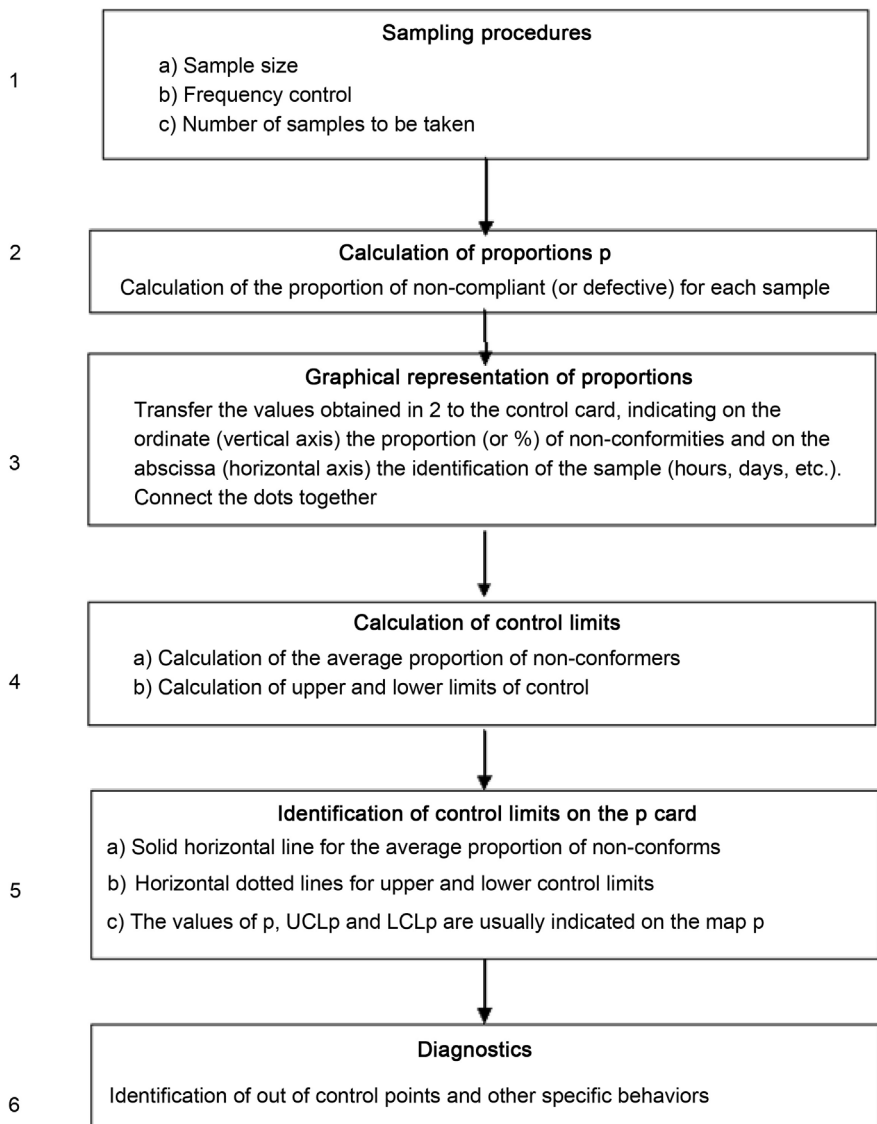 Sampling procedures
1
a) Sample size
b) Frequency control
c) Number of samples to be taken
2
Calculation of proportions p
Calculation of the proportion of non-compliant (or defective) for each sample
Graphical representation of proportions
3
Transfer the values obtained in 2 to the control card, indicating on the
ordinate (vertical axis) the proportion (or %) of non-conformities and on the
abscissa (horizontal axis) the identification of the sample (hours, days, etc.).
Connect the dots together
Calculation of control limits
4
a) Calculation of the average proportion of non-conformers
b) Calculation of upper and lower limits of control
Identification of control limits on the p card
5
a) Solid horizontal line for the average proportion of non-conforms
b) Horizontal dotted lines for upper and lower control limits
c) The values of p, UCLp and LCLp are usually indicated on the map p
Diagnostics
6
Identification of out of control points and other specific behaviors